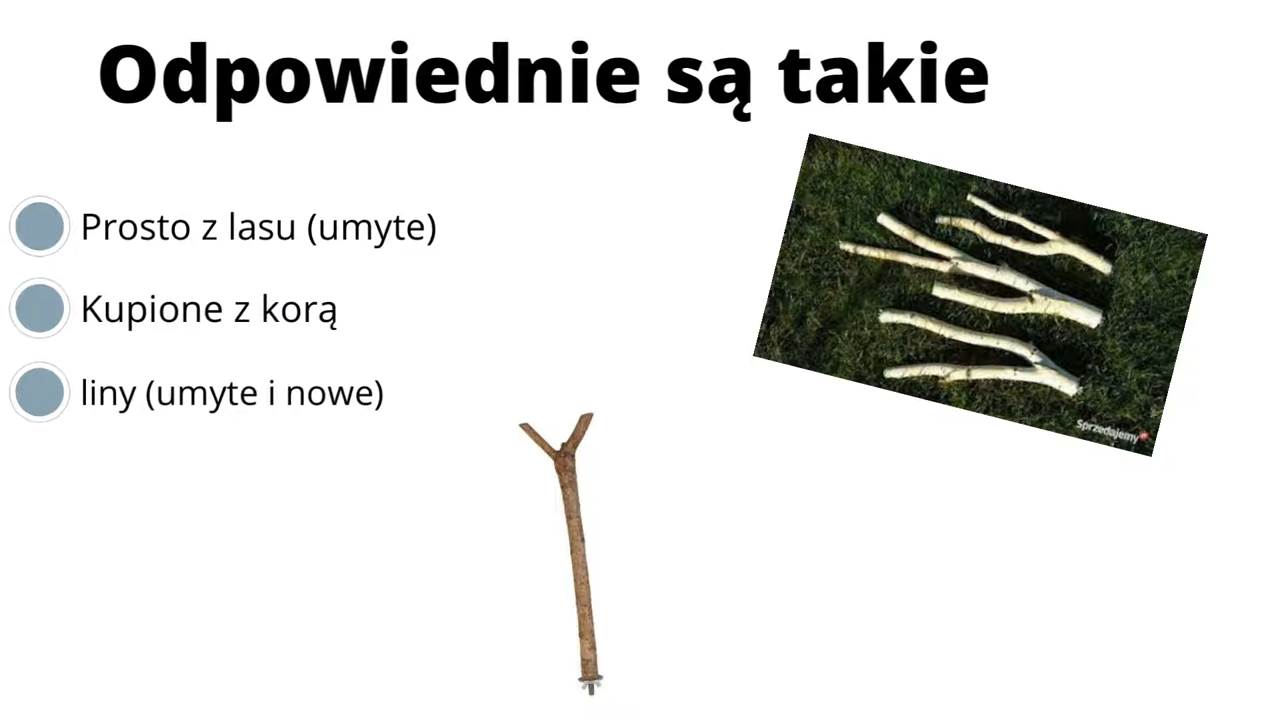 Odpowiednie są takie
Prosto z lasu (umyte)
Kupione z korą
liny (umyte i nowe)
Sprzedajemy